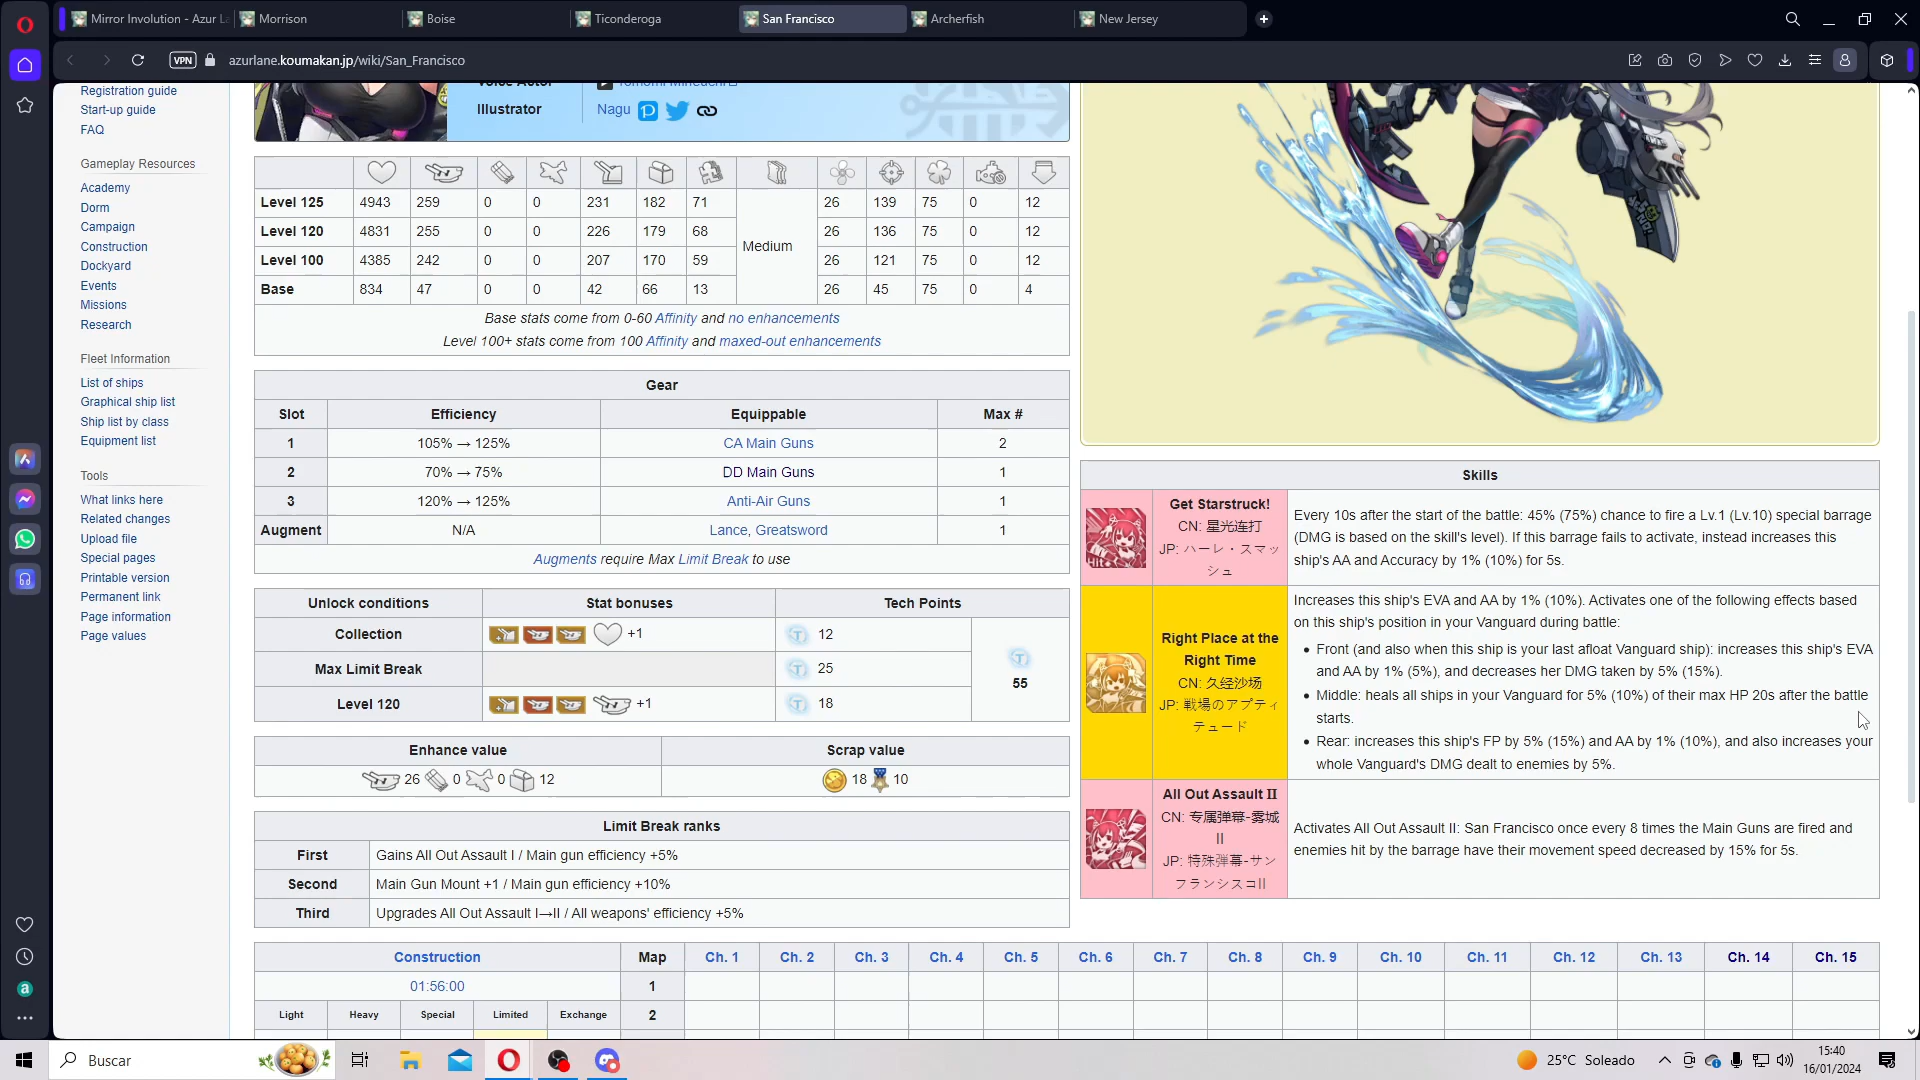 Mirror Involution - Azur La
Morrison
Boise
Ticonderoga
San Francisco
Archerfish
New Jersey
VPN
azurlane.koumakan.jp/wiki/San_Francisco
Registration guide
Start-up guide
FAQ
Gameplay Resources
Academy
Dorm
Campaign
Construction
Dockyard
Events
Missions
Research
Fleet Information
List of ships
Graphical ship list
Ship list by class
Equipment list
Tools
What links here
Related changes
Upload file
Special pages
Printable version
Permanent link
Page information
Page values
Illustrator
Nagu
Level 125 4943 259 0 0 231 182 71 Medium 26 139 75 0 12
Level 120 4831 255 0 0 226 179 68 26 136 75 0 12
Level 100 4385 242 0 0 207 170 59 26 121 75 0 12
Base 834 47 0 0 42 66 13 26 45 75 0 4
Base stats come from 0-60 Affinity and no enhancements
Level 100+ stats come from 100 Affinity and maxed-out enhancements
Gear
Slot Efficiency Equippable Max #
1 105% → 125% CA Main Guns 2
2 70% → 75% DD Main Guns 1
3 120% → 125% Anti-Air Guns 1
Augment N/A Lance, Greatsword 1
Augments require Max Limit Break to use
Unlock conditions Stat bonuses Tech Points
Collection +1 12
Max Limit Break 25 55
Level 120 +1 18
Enhance value Scrap value
26 0 0 12 18 10
Limit Break ranks
First Gains All Out Assault I / Main gun efficiency +5%
Second Main Gun Mount +1 / Main gun efficiency +10%
Third Upgrades All Out Assault I→II / All weapons' efficiency +5%
Skills
Get Starstruck!
CN: 星光连打
JP: ハーレ・スマッ
シュ
Every 10s after the start of the battle: 45% (75%) chance to fire a Lv.1 (Lv.10) special barrage
(DMG is based on the skill's level). If this barrage fails to activate, instead increases this
ship's AA and Accuracy by 1% (10%) for 5s.
Right Place at the
Right Time
CN: 久经沙场
JP: 戦場のアプティ
テュード
Increases this ship's EVA and AA by 1% (10%). Activates one of the following effects based
on this ship's position in your Vanguard during battle:
• Front (and also when this ship is your last afloat Vanguard ship): increases this ship's EVA
and AA by 1% (5%), and decreases her DMG taken by 5% (15%).
• Middle: heals all ships in your Vanguard for 5% (10%) of their max HP 20s after the battle
starts.
• Rear: increases this ship's FP by 5% (15%) and AA by 1% (10%), and also increases your
whole Vanguard's DMG dealt to enemies by 5%.
All Out Assault II
CN: 专属弹幕-雾城
II
JP: 特殊弾幕-サン
フランシスコII
Activates All Out Assault II: San Francisco once every 8 times the Main Guns are fired and
enemies hit by the barrage have their movement speed decreased by 15% for 5s.
Construction Map Ch. 1 Ch. 2 Ch. 3 Ch. 4 Ch. 5 Ch. 6 Ch. 7 Ch. 8 Ch. 9 Ch. 10 Ch. 11 Ch. 12 Ch. 13 Ch. 14 Ch. 15
01:56:00 1
Light Heavy Special Limited Exchange 2
Buscar
25°C Soleado
15:40
16/01/2024